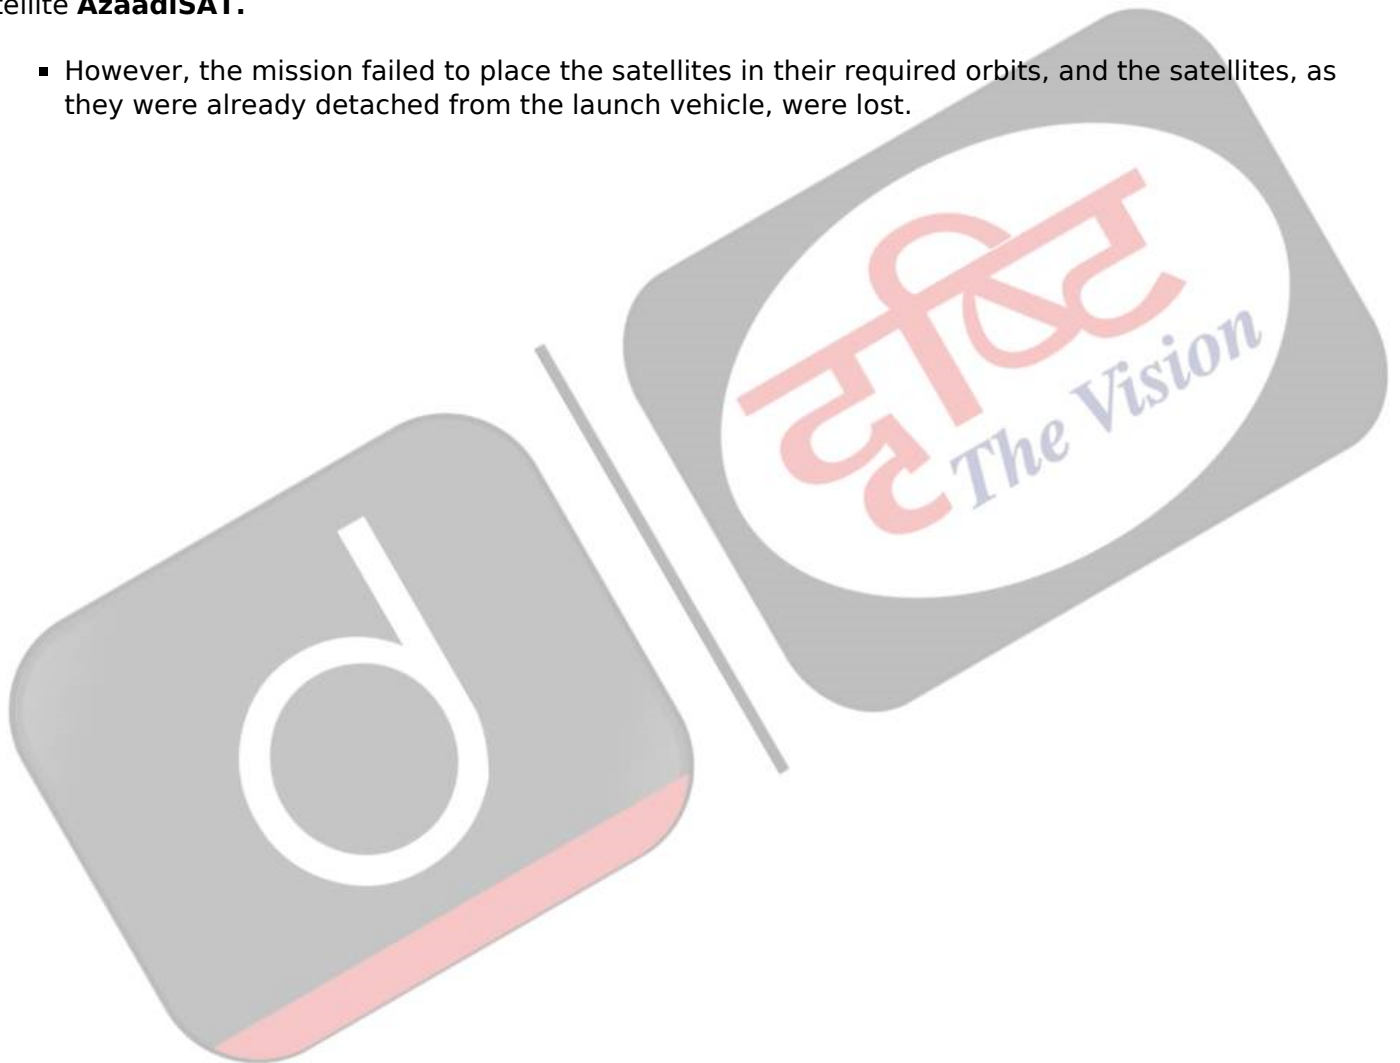 tellite AzaadiSAT.
▪ However, the mission failed to place the satellites in their required orbits, and the satellites, as
they were already detached from the launch vehicle, were lost.
दृष्टि
The Vision
d